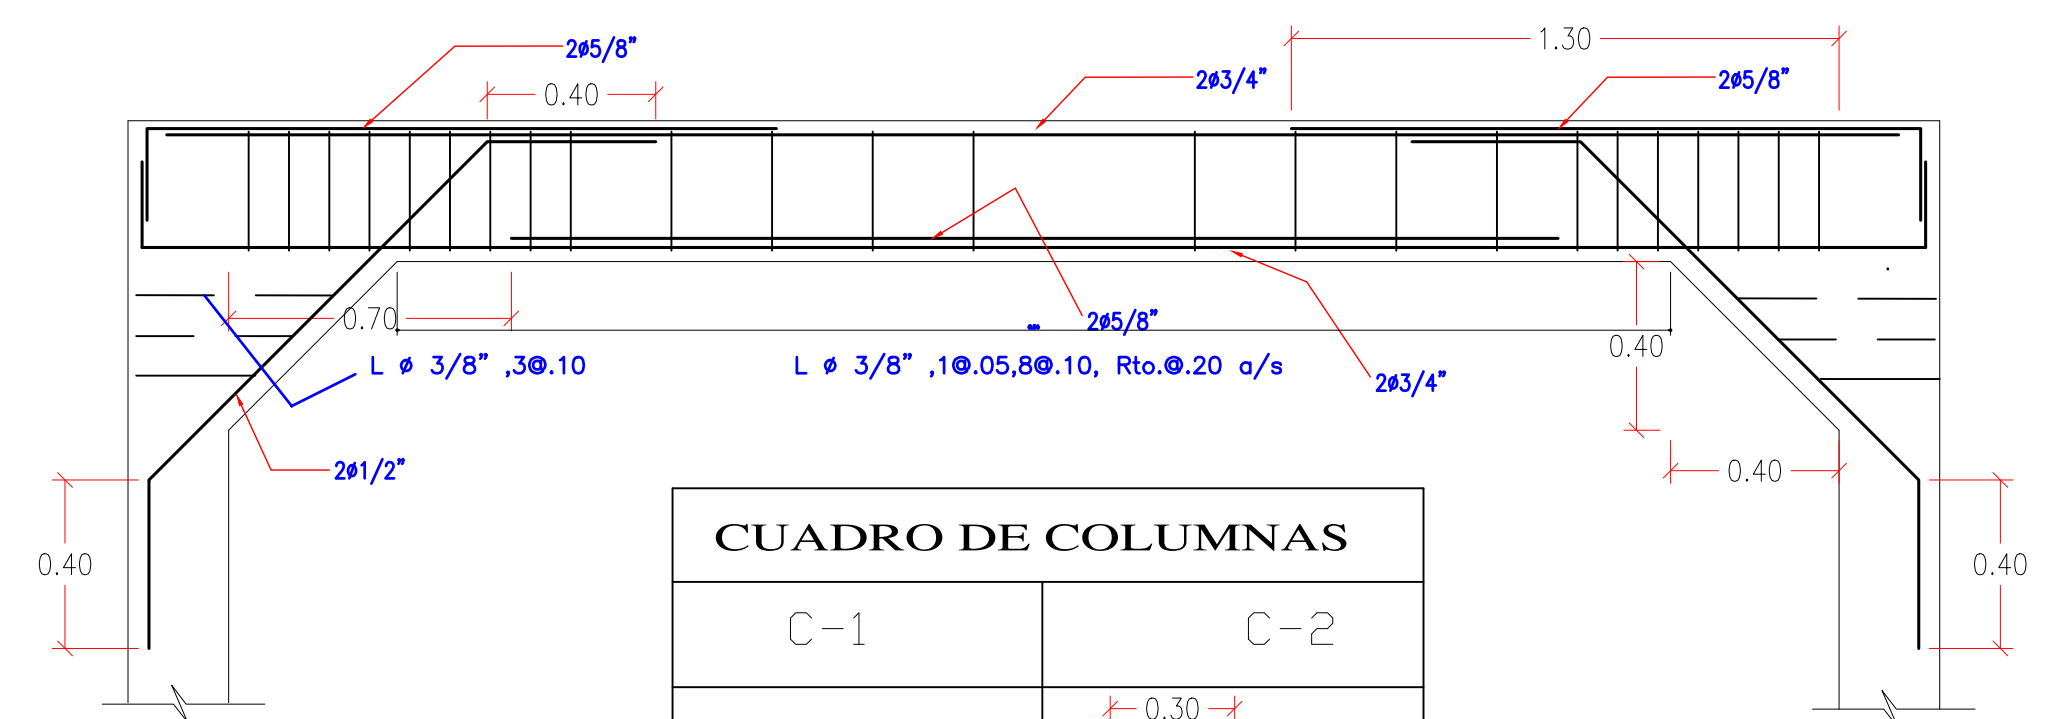 2ø5/8”
0.40
2ø3/4”
1.30
2ø5/8”
0.70
2ø5/8”
0.40
L ø 3/8” ,3@.10
L ø 3/8” ,1@.05,8@.10, Rto.@.20 a/s
2ø3/4”
2ø1/2”
0.40
0.40
0.40
CUADRO DE COLUMNAS
C-1
C-2
0.30